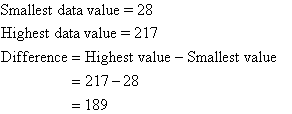 Smallest data value = 28
Highest data value = 217
Difference = Highest value − Smallest value
= 217 − 28
= 189